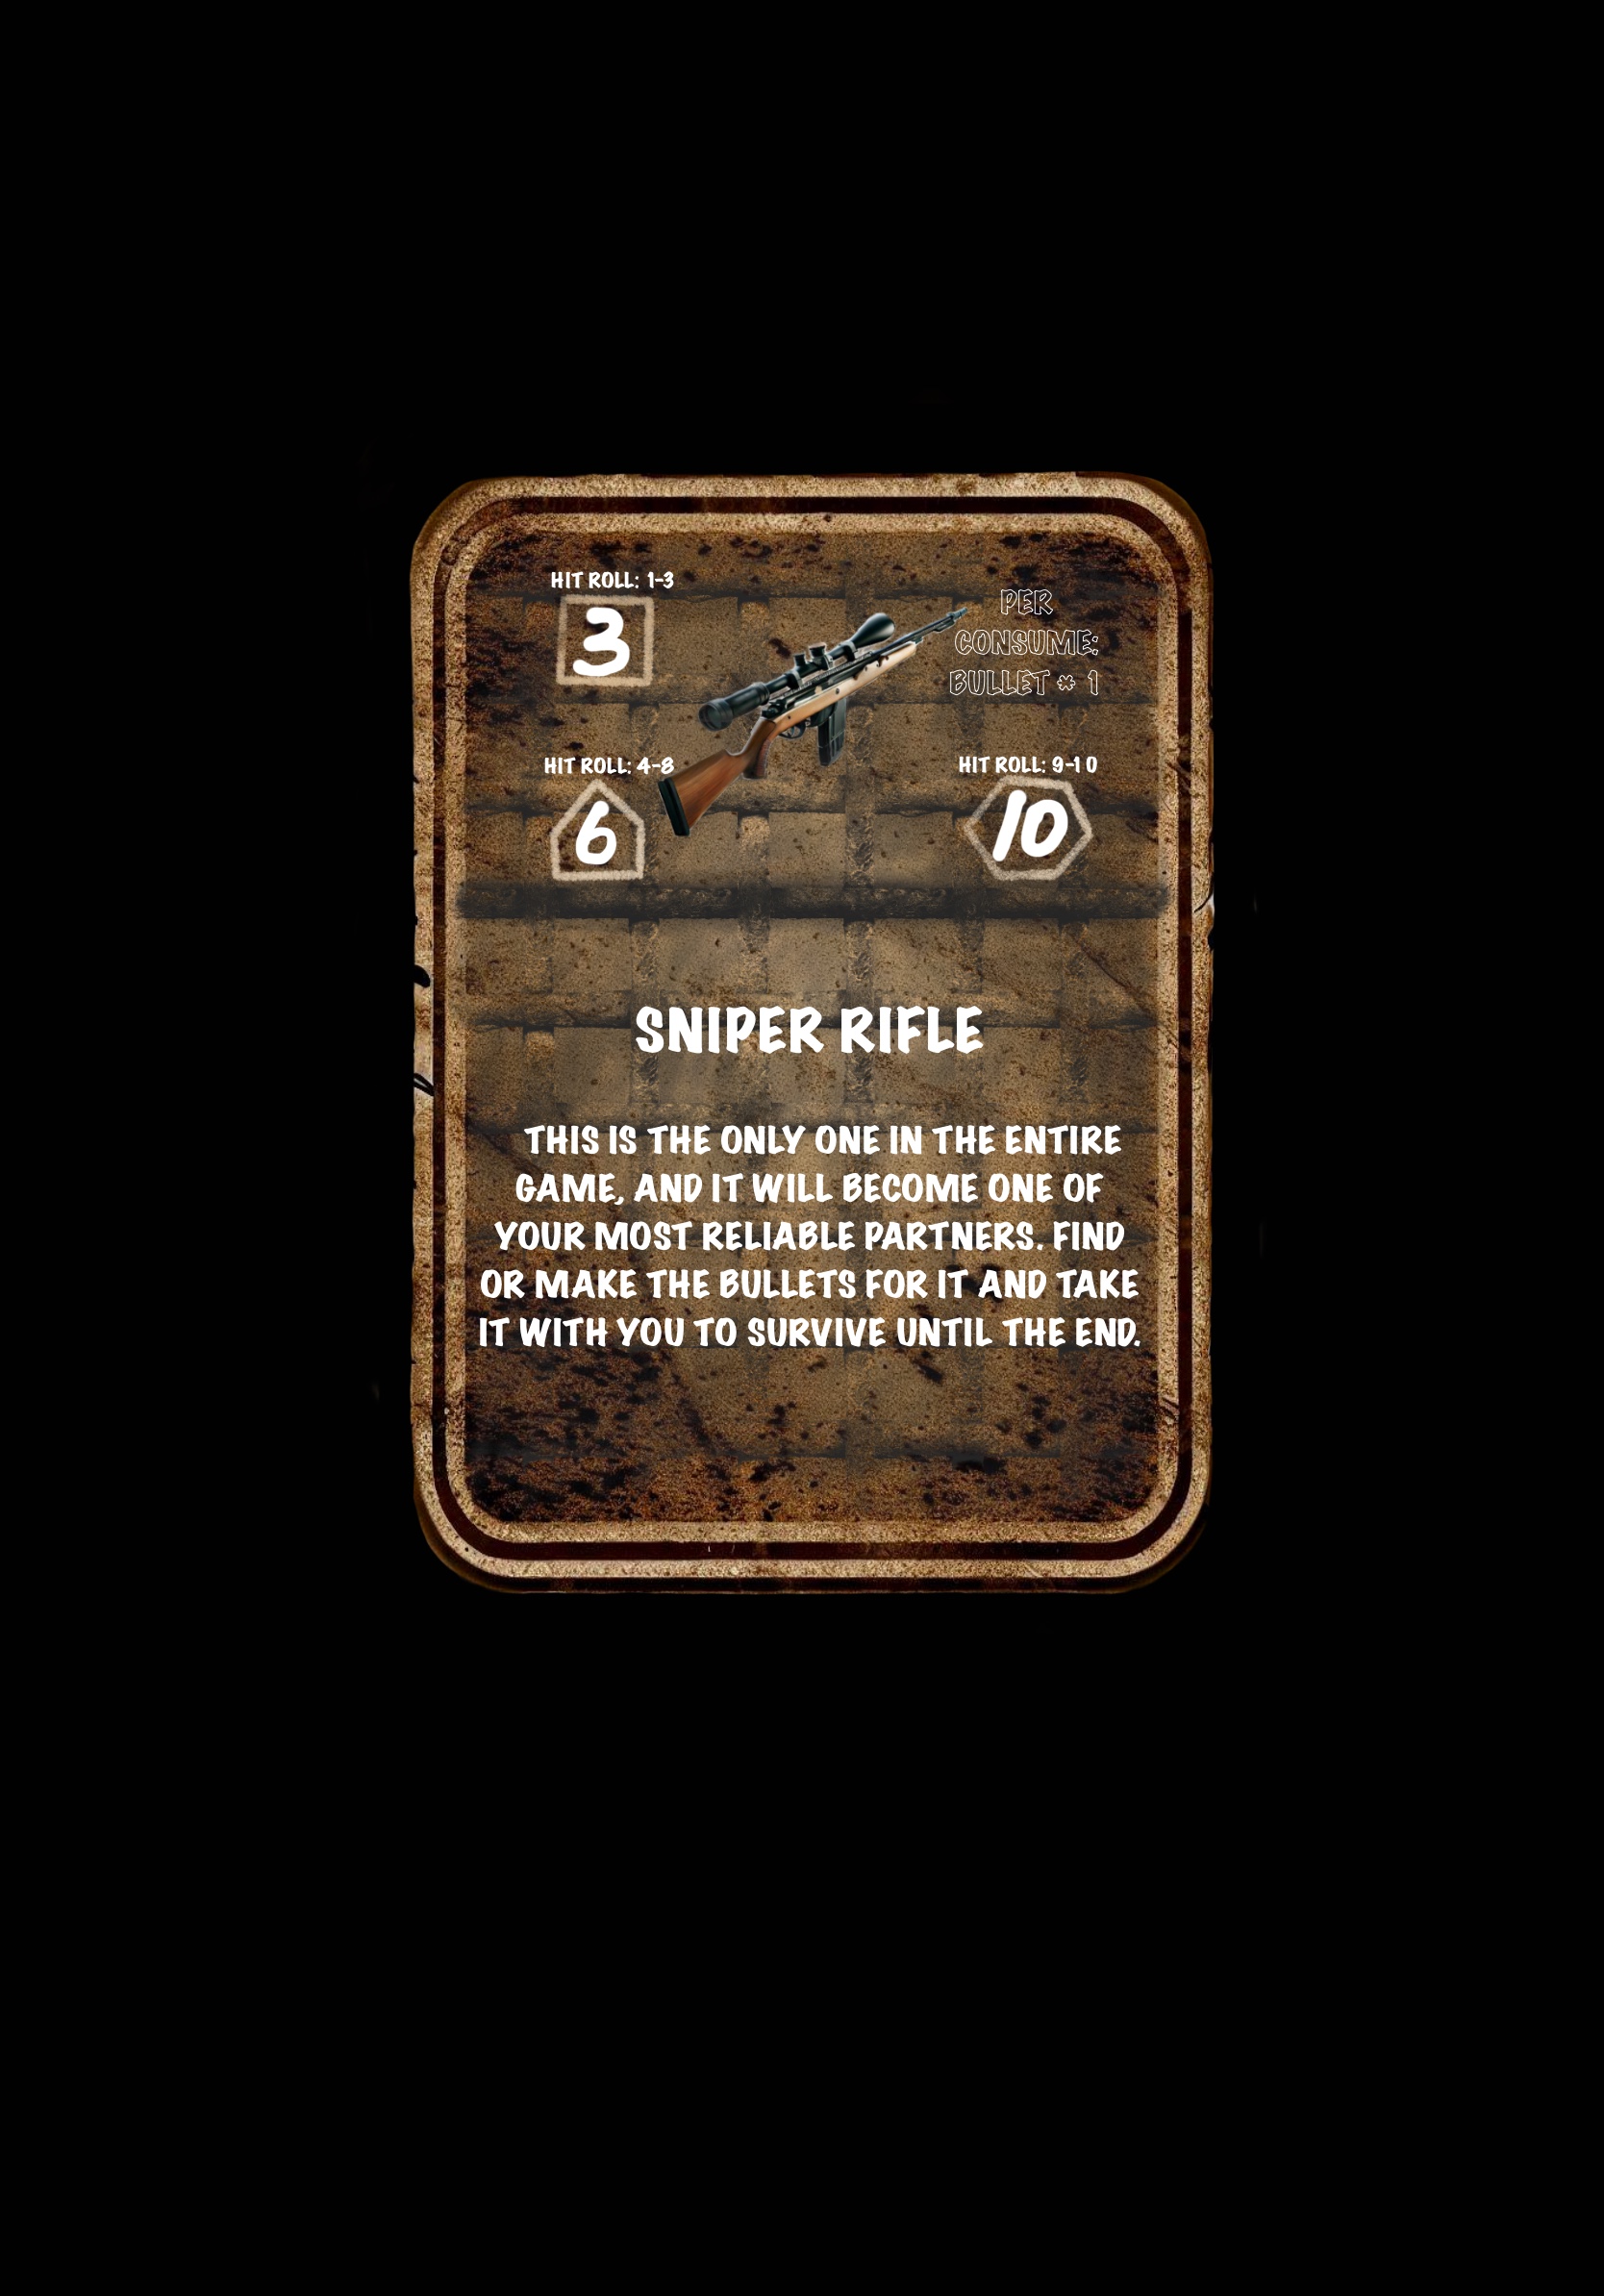 HIT ROLL: 1-3
3
PER
CONSUME:
BULLET * 1
HIT ROLL: 4-8
6
HIT ROLL: 9-10
10
SNIPER RIFLE
THIS IS THE ONLY ONE IN THE ENTIRE
GAME, AND IT WILL BECOME ONE OF
YOUR MOST RELIABLE PARTNERS. FIND
OR MAKE THE BULLETS FOR IT AND TAKE
IT WITH YOU TO SURVIVE UNTIL THE END.